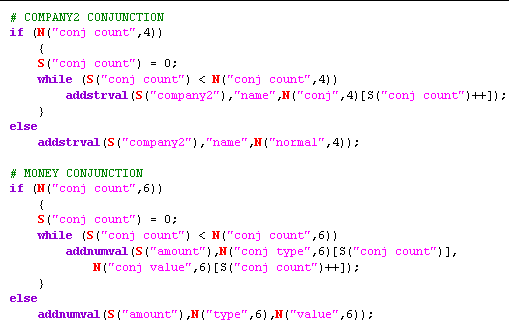 # COMPANY2 CONJUNCTION
if (N("conj count",4))
{
S("conj count") = 0;
while (S("conj count") < N("conj count",4))
addstrval(S("company2"),"name",N("conj",4)[S("conj count")++]);
}
else
addstrval(S("company2"),"name",N("normal",4));
# MONEY CONJUNCTION
if (N("conj count",6))
{
S("conj count") = 0;
while (S("conj count") < N("conj count",6))
addnumval(S("amount"),N("conj type",6)[S("conj count")],
N("conj value",6)[S("conj count")++]);
}
else
addnumval(S("amount"),N("type",6),N("value",6));